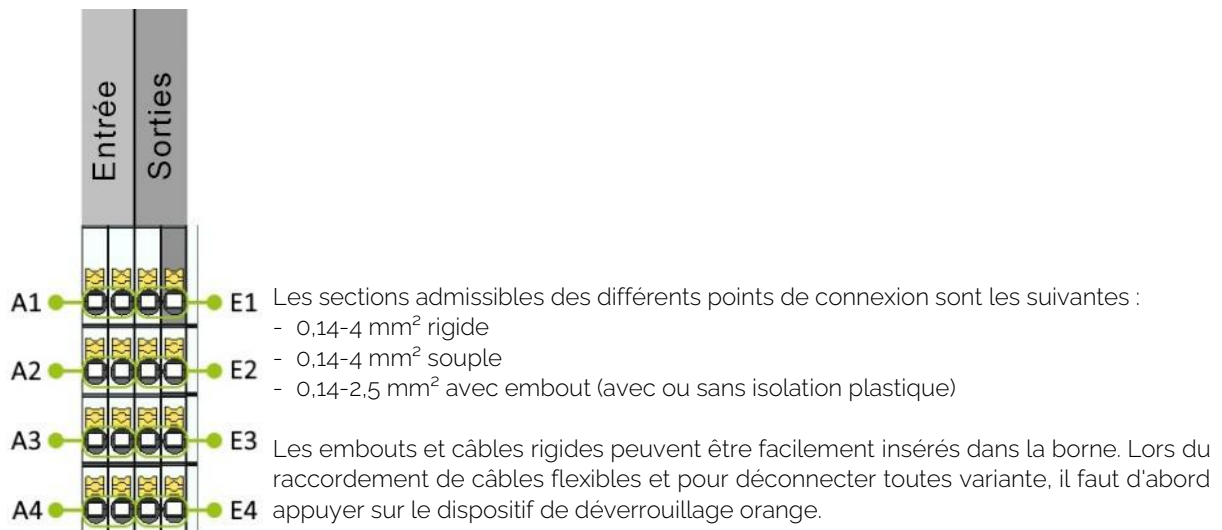 Entrée
Sorties
A1
E1
A2
E2
A3
E3
A4
E4
Les sections admissibles des différents points de connexion sont les suivantes :
- 0,14-4 mm² rigide
- 0,14-4 mm² souple
- 0,14-2,5 mm² avec embout (avec ou sans isolation plastique)
Les embouts et câbles rigides peuvent être facilement insérés dans la borne. Lors du
raccordement de câbles flexibles et pour déconnecter toutes variante, il faut d'abord
appuyer sur le dispositif de déverrouillage orange.